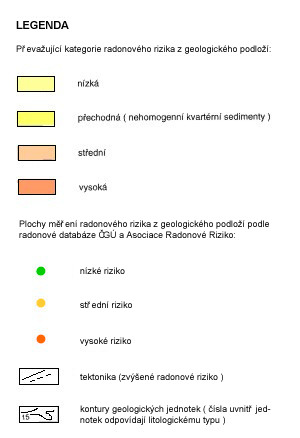 LEGENDA
Převažující kategorie radonového rizika z geologického podloží:
nízká
přechodná ( nehomogenní kvartérní sedimenty )
střední
vysoká
Plochy měření radonového rizika z geologického podloží podle
radonové databáze ČGÚ a Asociace Radonové Riziko:
nízké riziko
střední riziko
vysoké riziko
tektonika (zvýšené radonové riziko )
kontury geologických jednotek ( čísla uvnitř jed-
notek odpovídají litologickému typu )
15